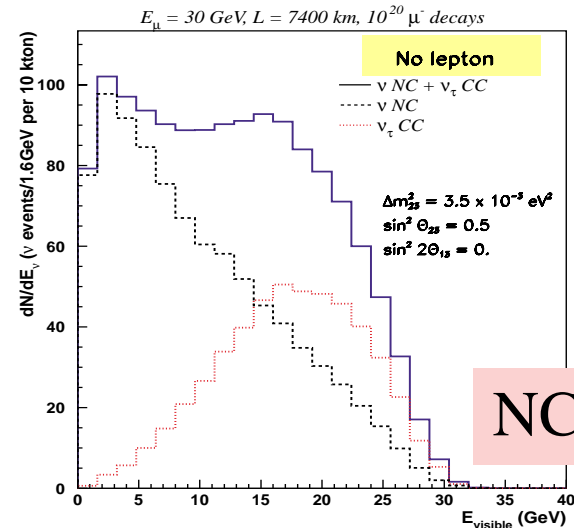 E_μ = 30 GeV, L = 7400 km, 10^20 μ^- decays
No lepton
ν NC + ν_τ CC
ν NC
ν_τ CC
Δm²_23 = 3.5 x 10^-3 eV²
sin² Θ_23 = 0.5
sin² 2Θ_13 = 0.
dN/dE_ν (ν events/1.6GeV per 10 kton)
100
80
60
40
20
0
NC
0 5 10 15 20 25 30 35 40
E_visible (GeV)